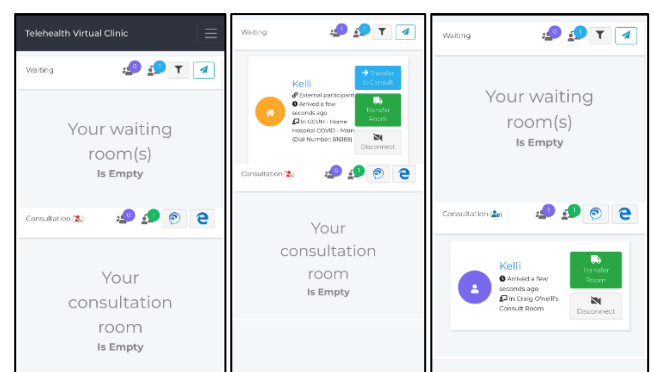 Telehealth Virtual Clinic
Waiting
0
1
Your waiting
room(s)
Is Empty
Consultation
0
1
Your
consultation
room
Is Empty
Waiting
1
1
Kelli
External participant
Arrived a few
seconds ago
In GCUH - Home
Hospital COVID - Main
(Dial Number: 816189)
Transfer
to Consult
Transfer
Room
Disconnect
Consultation
0
1
Your
consultation
room
Is Empty
Waiting
0
1
Your waiting
room(s)
Is Empty
Consultation
1
1
Kelli
Arrived a few
seconds ago
In Craig O'neill's
Consult Room
Transfer
Room
Disconnect